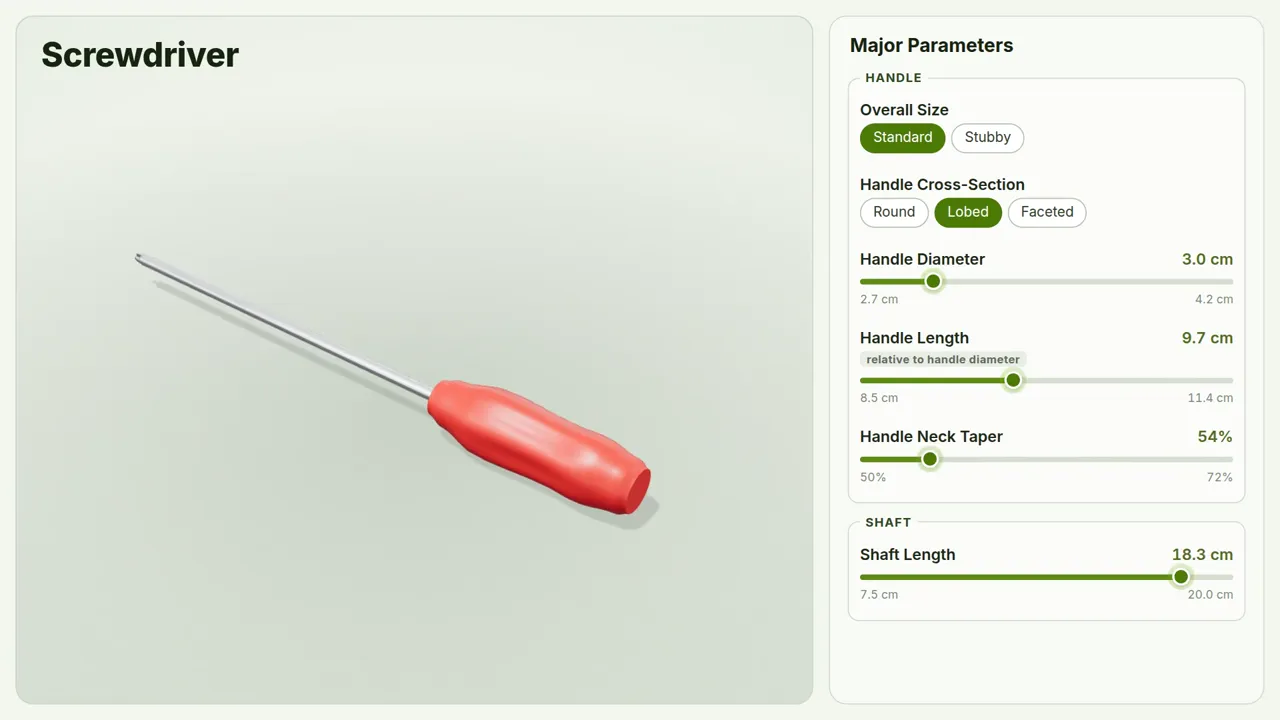 Screwdriver
Major Parameters
HANDLE
Overall Size
Standard
Stubby
Handle Cross-Section
Round
Lobed
Faceted
Handle Diameter
3.0 cm
2.7 cm
4.2 cm
Handle Length
9.7 cm
relative to handle diameter
8.5 cm
11.4 cm
Handle Neck Taper
54%
50%
72%
SHAFT
Shaft Length
18.3 cm
7.5 cm
20.0 cm